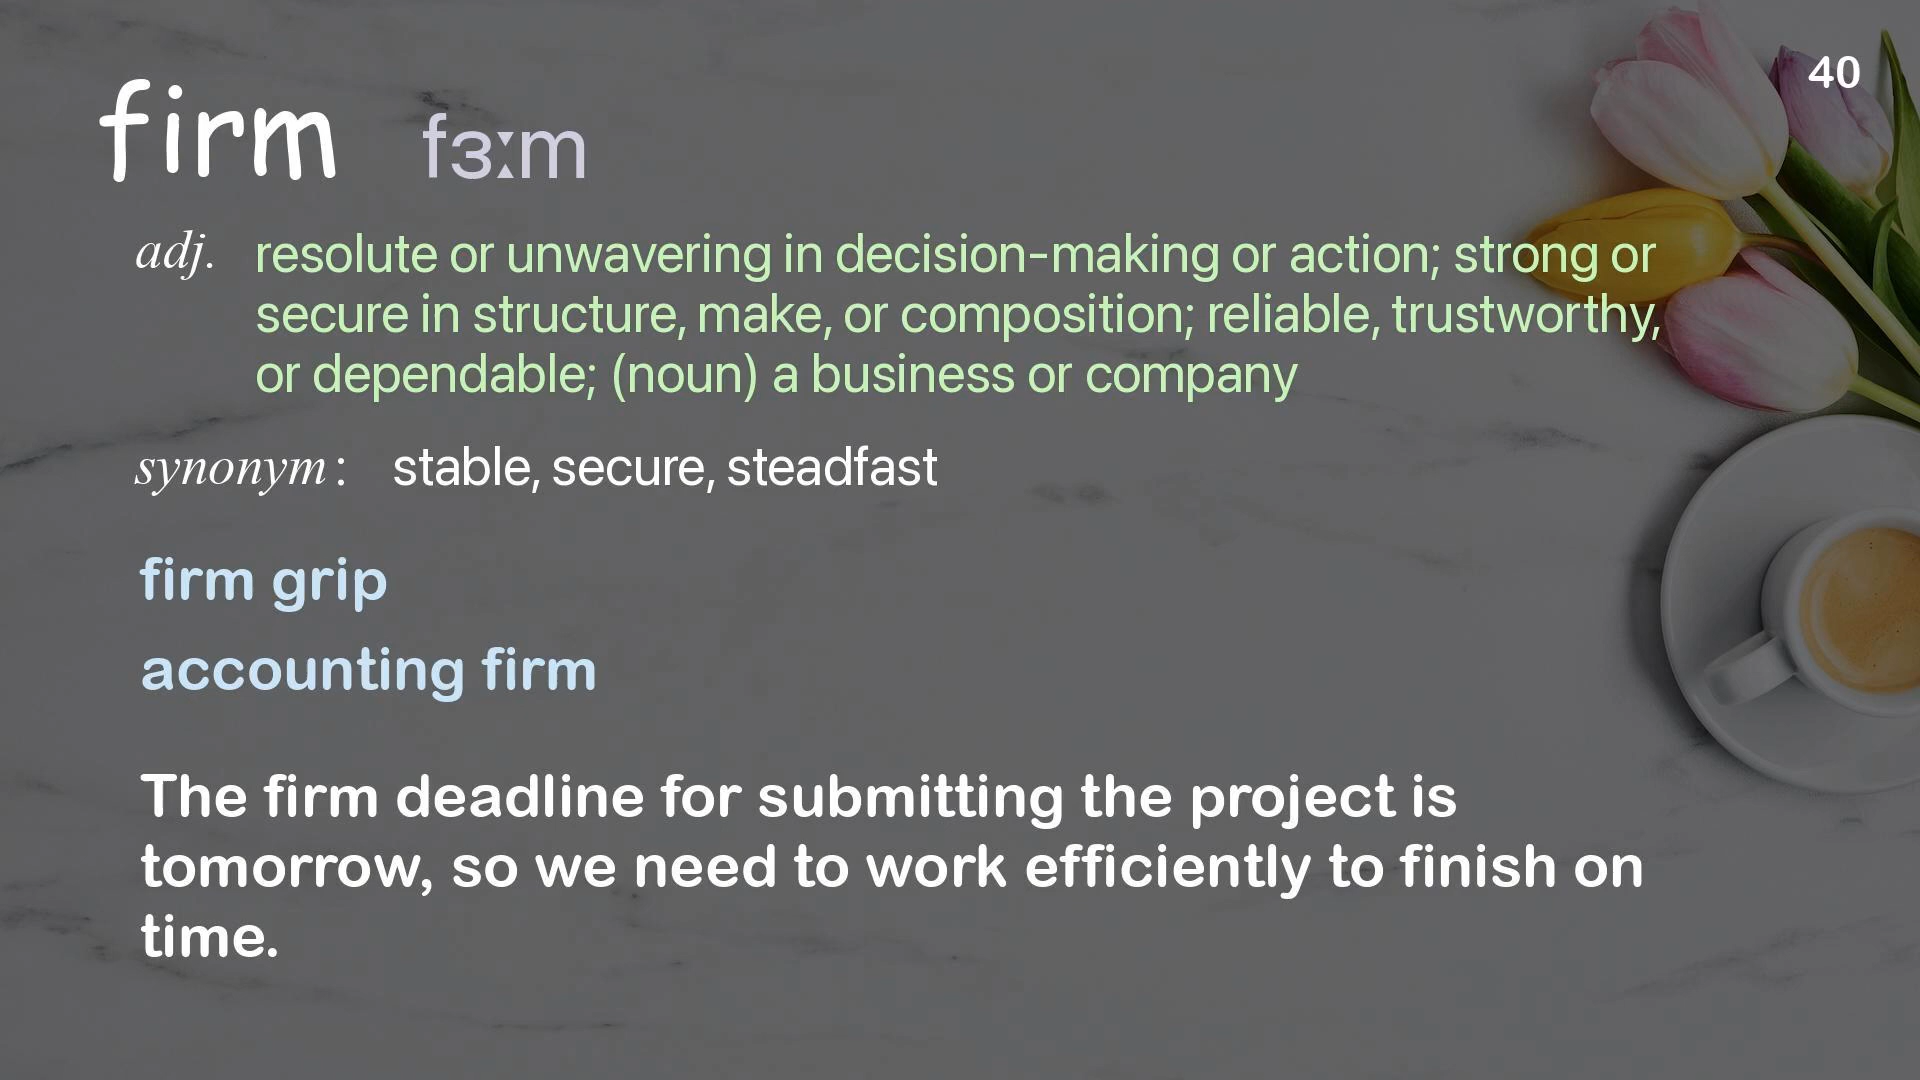 40
firm fɜːm
adj. resolute or unwavering in decision-making or action; strong or
secure in structure, make, or composition; reliable, trustworthy,
or dependable; (noun) a business or company
synonym: stable, secure, steadfast
firm grip
accounting firm
The firm deadline for submitting the project is
tomorrow, so we need to work efficiently to finish on
time.